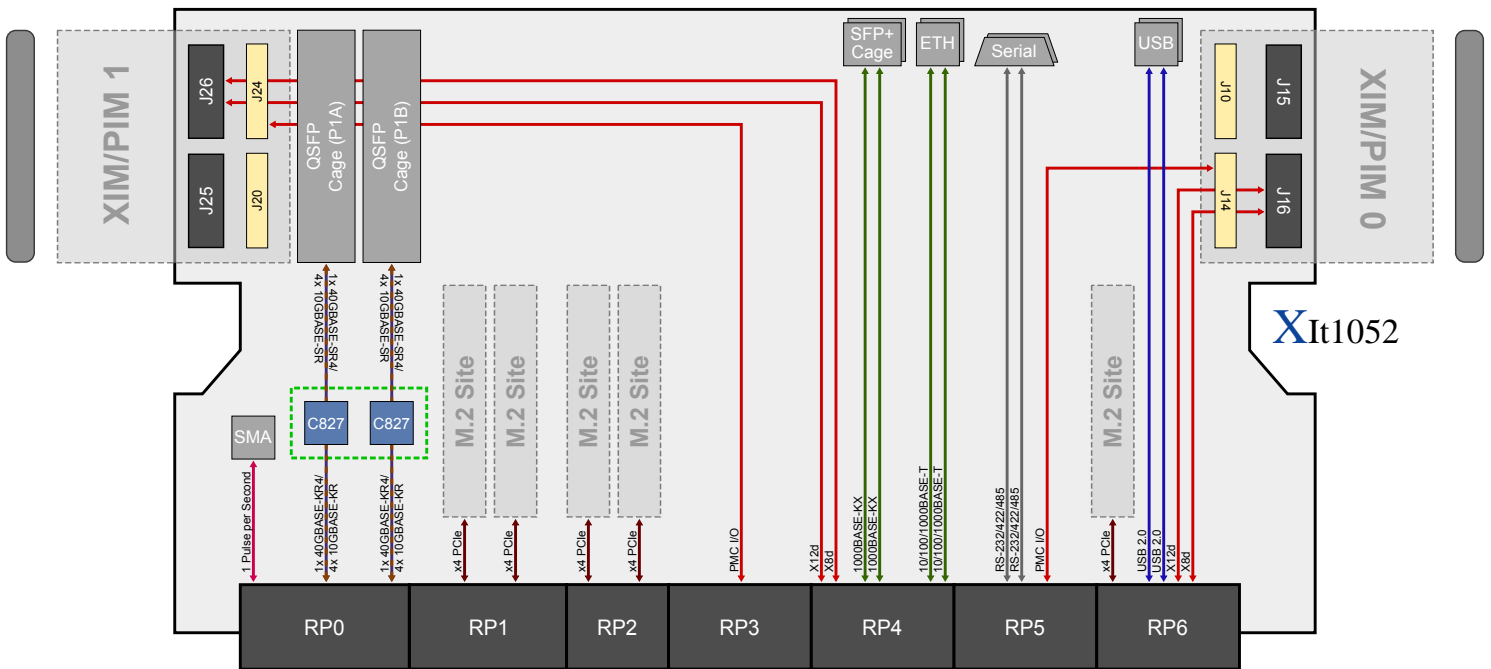 XIM/PIM 1
J26
J24
J25
J20
QSFP
Cage (P1A)
QSFP
Cage (P1B)
SFP+
Cage
ETH
Serial
USB
J10
J15
J14
J16
XIM/PIM 0
XIt1052
1x 40GBASE-SR4/
4x 10GBASE-SR
1x 40GBASE-SR4/
4x 10GBASE-SR
C827
C827
SMA
M.2 Site
M.2 Site
M.2 Site
M.2 Site
M.2 Site
1 Pulse per Second
1x 40GBASE-KR4/
4x 10GBASE-KR
1x 40GBASE-KR4/
4x 10GBASE-KR
x4 PCIe
x4 PCIe
x4 PCIe
x4 PCIe
PMC I/O
X12d
X8d
1000BASE-KX
1000BASE-KX
10/100/1000BASE-T
10/100/1000BASE-T
RS-232/422/485
RS-232/422/485
PMC I/O
x4 PCIe
USB 2.0
USB 2.0
X12d
X8d
RP0
RP1
RP2
RP3
RP4
RP5
RP6